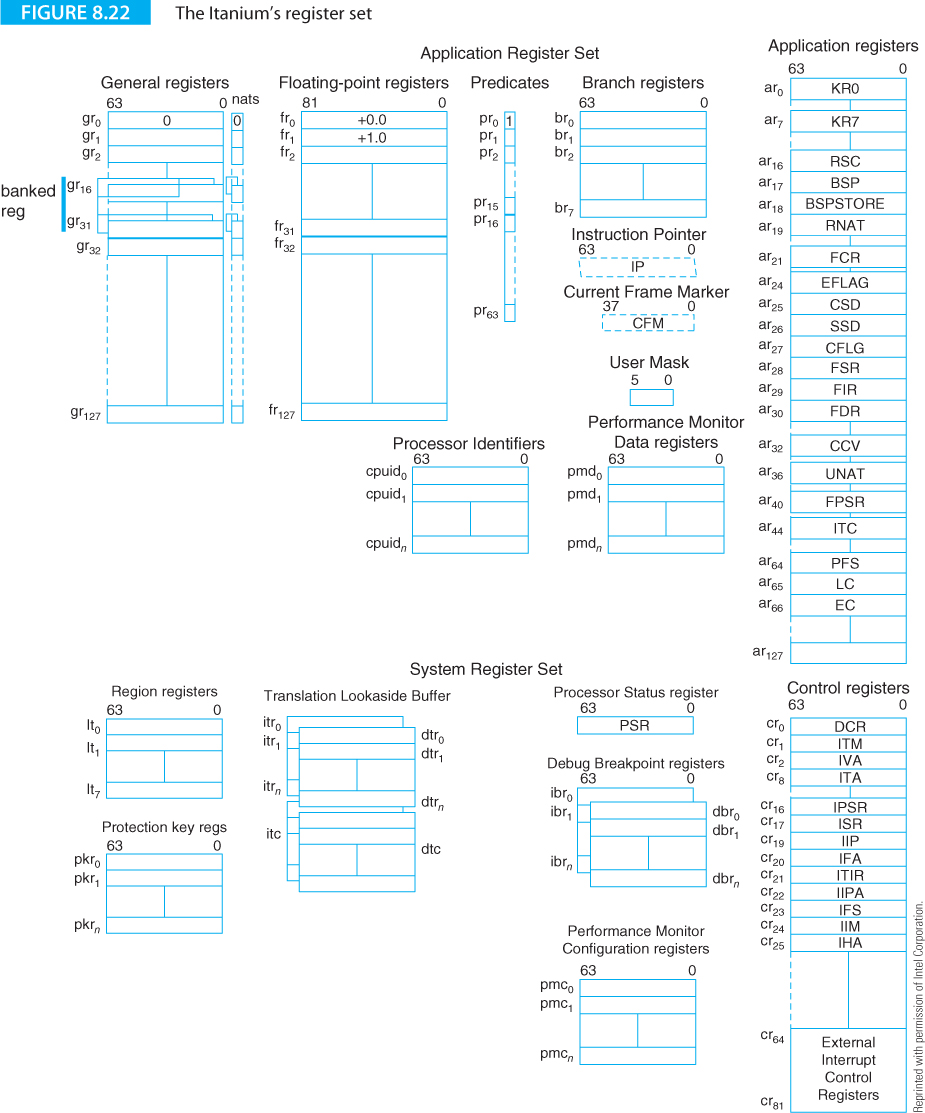 FIGURE 8.22 The Itanium's register set
Application Register Set
General registers
63 0 nats
gr0 0 0
gr1
gr2
banked
reg
gr16
gr31
gr32
gr127
Floating-point registers
81 0
fr0 +0.0
fr1 +1.0
fr2
fr31
fr32
fr127
Predicates
pr0 1
pr1
pr2
pr15
pr16
pr63
Branch registers
63 0
br0
br1
br2
br7
Instruction Pointer
63 0
IP
Current Frame Marker
37 0
CFM
User Mask
5 0
Processor Identifiers
63 0
cpuid0
cpuid1
cpuidn
Performance Monitor
Data registers
63 0
pmd0
pmd1
pmdn
Application registers
63 0
ar0 KR0
ar7 KR7
ar16 RSC
ar17 BSP
ar18 BSPSTORE
ar19 RNAT
ar21 FCR
ar24 EFLAG
ar25 CSD
ar26 SSD
ar27 CFLG
ar28 FSR
ar29 FIR
ar30 FDR
ar32 CCV
ar36 UNAT
ar40 FPSR
ar44 ITC
ar64 PFS
ar65 LC
ar66 EC
ar127
System Register Set
Region registers
63 0
lt0
lt1
lt7
Protection key regs
63 0
pkr0
pkr1
pkrn
Translation Lookaside Buffer
itr0
itr1
itrn
itc
dtr0
dtr1
dtrn
dtc
Processor Status register
63 0
PSR
Debug Breakpoint registers
63 0
ibr0
ibr1
ibrn
dbr0
dbr1
dbrn
Performance Monitor
Configuration registers
63 0
pmc0
pmc1
pmcn
Control registers
63 0
cr0 DCR
cr1 ITM
cr2 IVA
cr8 ITA
cr16 IPSR
cr17 ISR
cr19 IIP
cr20 IFA
cr21 ITIR
cr22 IIPA
cr23 IFS
cr24 IIM
cr25 IHA
cr64
External
Interrupt
Control
Registers
cr81
Reprinted with permission of Intel Corporation.